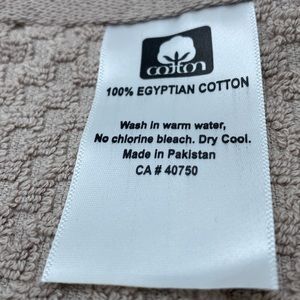 cotton
100% EGYPTIAN COTTON
Wash in warm water,
No chlorine bleach. Dry Cool.
Made in Pakistan
CA # 40750